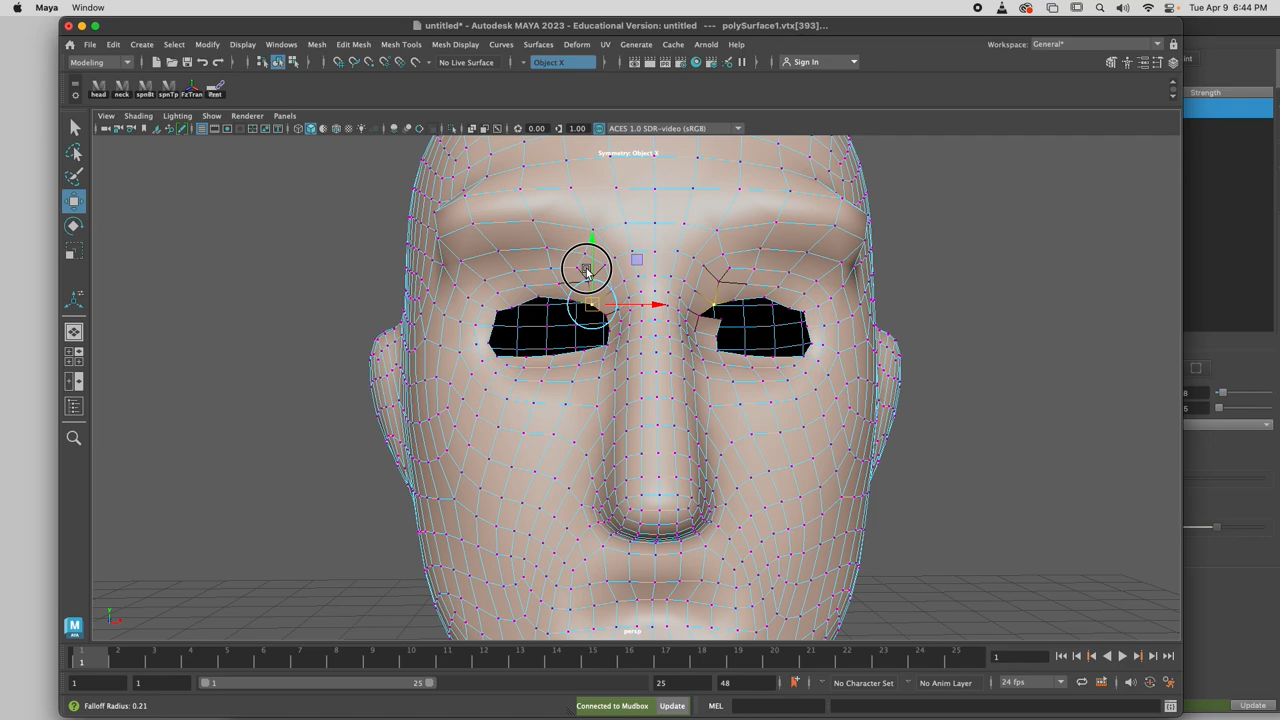 Maya Window Tue Apr 9 6:44 PM
untitled* - Autodesk MAYA 2023 - Educational Version: untitled --- polySurface1.vtx[393]...
File Edit Create Select Modify Display Windows Mesh Edit Mesh Mesh Tools Mesh Display Curves Surfaces Deform UV Generate Cache Arnold Help Workspace: General*
Modeling No Live Surface Object X Sign In
head neck spnBt spnTp FzTran Prnt
View Shading Lighting Show Renderer Panels
0.00 1.00 ACES 1.0 SDR-video (sRGB)
Symmetry: Object X
Strength
persp
1 2 3 4 5 6 7 8 9 10 11 12 13 14 15 16 17 18 19 20 21 22 23 24 25
1 1
1 1 1 25 25 48 No Character Set No Anim Layer 24 fps
Falloff Radius: 0.21 Connected to Mudbox Update MEL Update